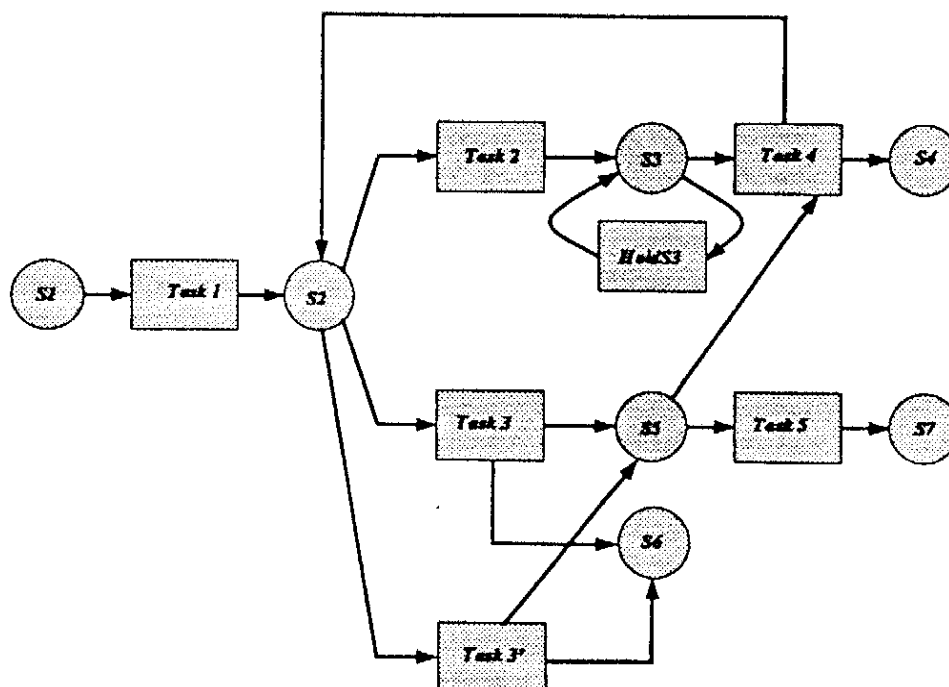 Task 2
S3
Task 4
S4
HoldS3
S1
Task 1
S2
Task 3
S5
Task 5
S7
S6
Task 3'